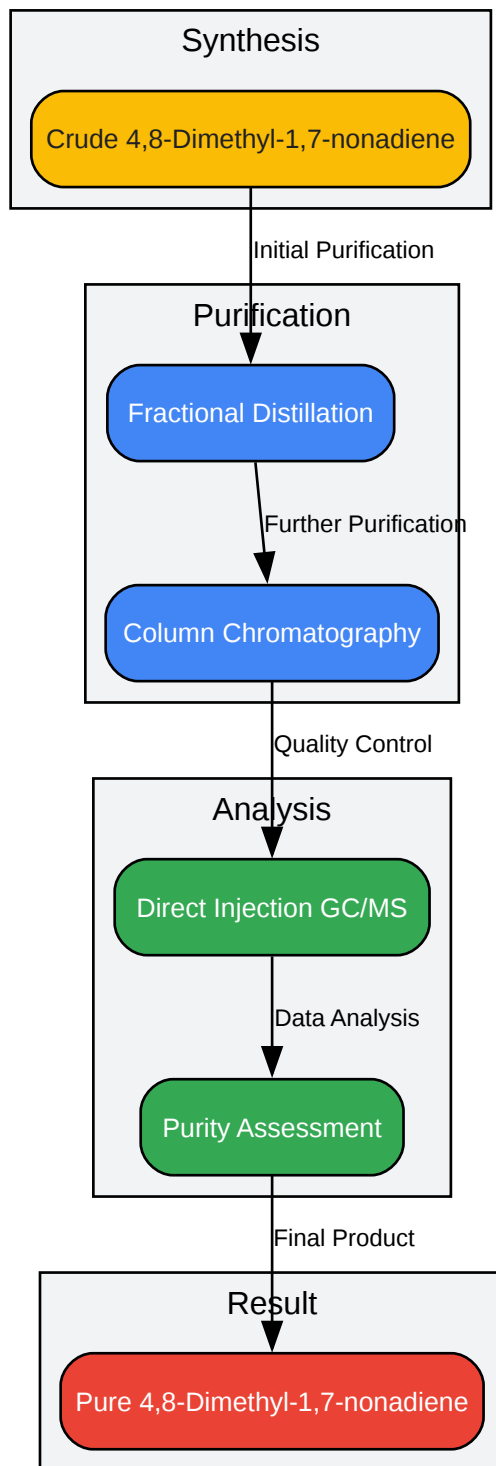 Synthesis
Crude 4,8-Dimethyl-1,7-nonadiene
Initial Purification
Purification
Fractional Distillation
Further Purification
Column Chromatography
Quality Control
Analysis
Direct Injection GC/MS
Data Analysis
Purity Assessment
Final Product
Result
Pure 4,8-Dimethyl-1,7-nonadiene